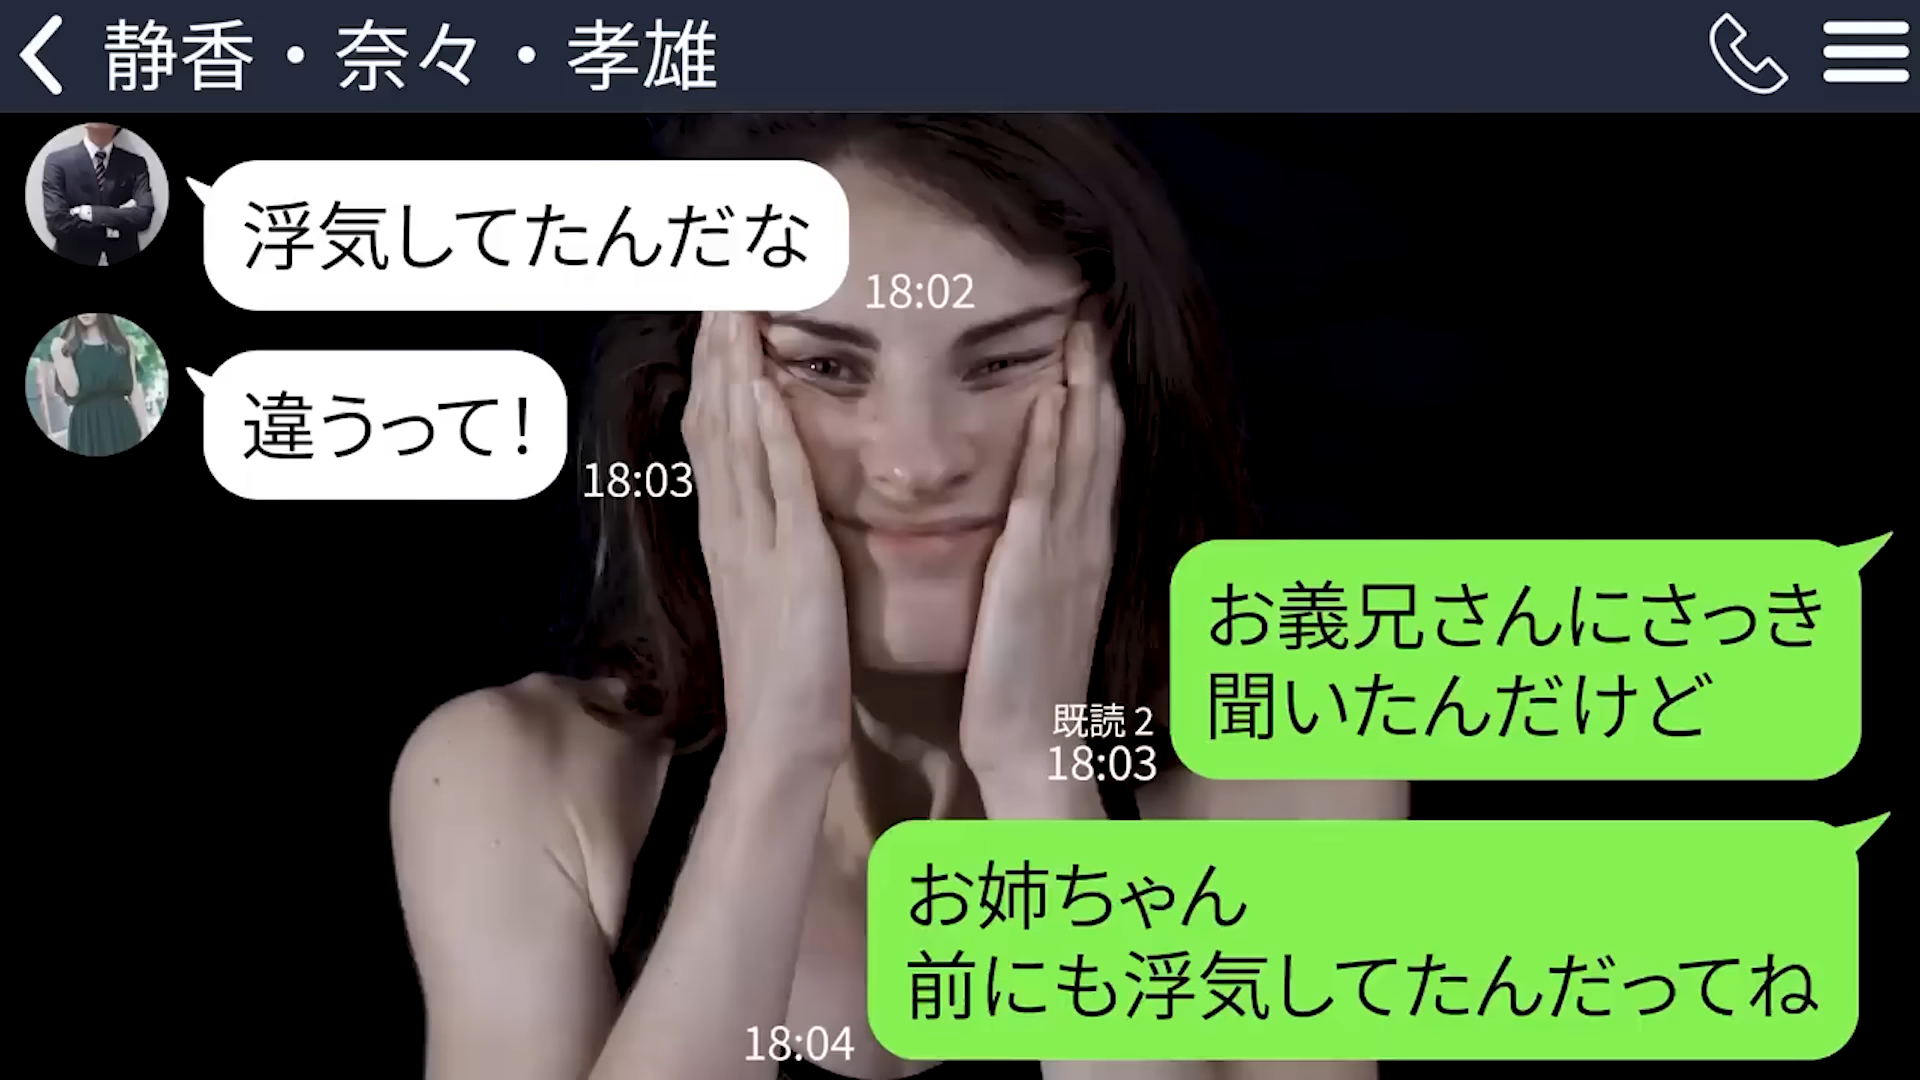 静香・奈々・孝雄
浮気してたんだな
18:02
違うって!
18:03
お義兄さんにさっき
聞いたんだけど
既読 2
18:03
お姉ちゃん
前にも浮気してたんだってね
18:04